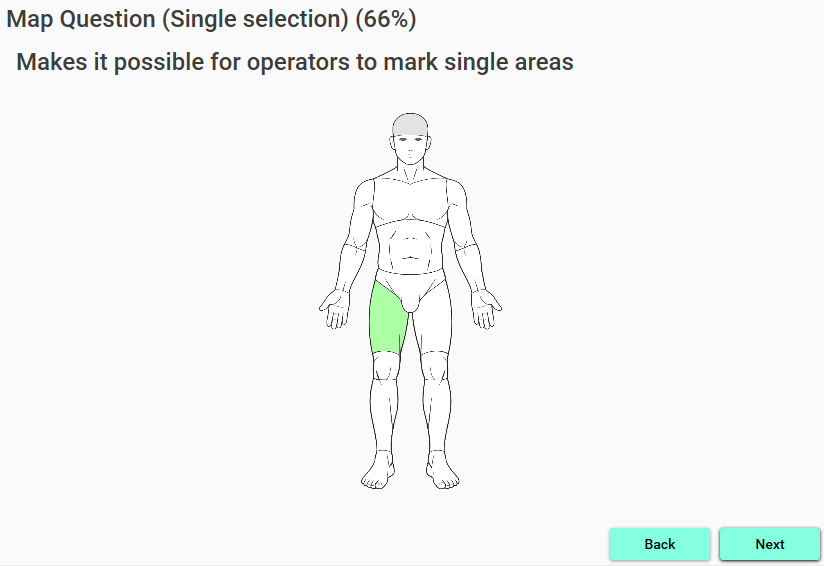 Map Question (Single selection) (66%)
Makes it possible for operators to mark single areas
Back
Next